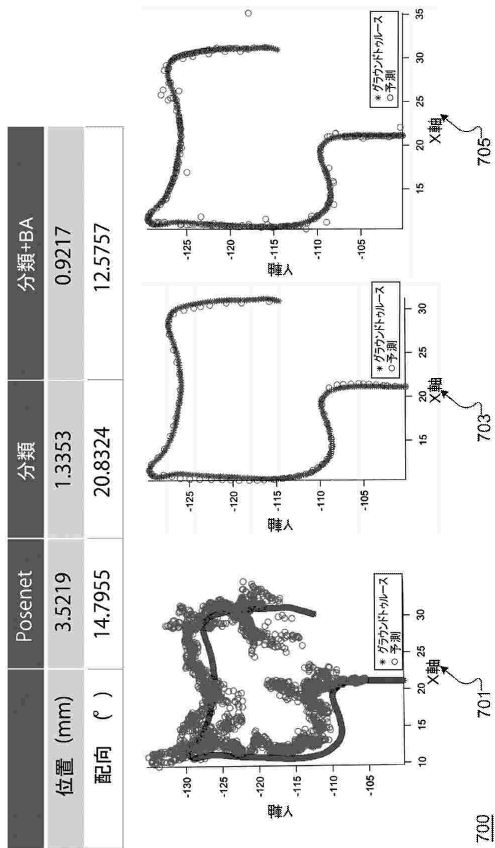 Posenet 分類 分類+BA
位置 (mm) 3.5219 1.3353 0.9217
配向 (°) 14.7955 20.8324 12.5757
Y軸
-130
-125
-120
-115
-110
-105
10 15 20 25 30
X軸
* グラウンドトゥルース
○ 予測
701
Y軸
-125
-120
-115
-110
-105
15 20 25 30
X軸
* グラウンドトゥルース
○ 予測
703
Y軸
-125
-120
-115
-110
-105
15 20 25 30 35
X軸
* グラウンドトゥルース
○ 予測
705
700